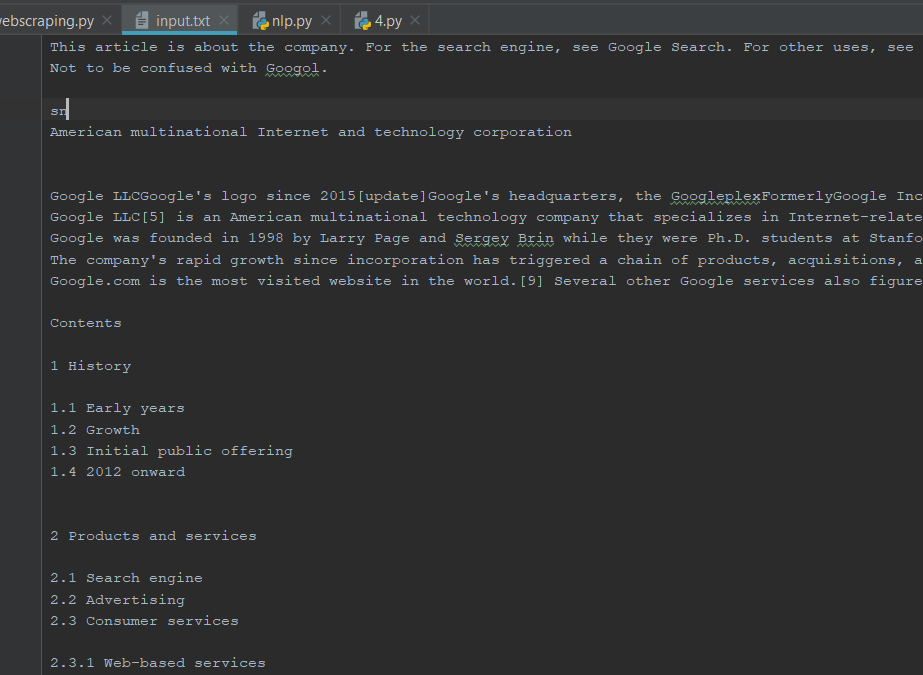 ebscraping.py input.txt nlp.py 4.py
This article is about the company. For the search engine, see Google Search. For other uses, see
Not to be confused with Googol.
sn
American multinational Internet and technology corporation
Google LLCGoogle's logo since 2015[update]Google's headquarters, the GoogleplexFormerlyGoogle Inc
Google LLC[5] is an American multinational technology company that specializes in Internet-relate
Google was founded in 1998 by Larry Page and Sergey Brin while they were Ph.D. students at Stanfo
The company's rapid growth since incorporation has triggered a chain of products, acquisitions, a
Google.com is the most visited website in the world.[9] Several other Google services also figure
Contents
1 History
1.1 Early years
1.2 Growth
1.3 Initial public offering
1.4 2012 onward
2 Products and services
2.1 Search engine
2.2 Advertising
2.3 Consumer services
2.3.1 Web-based services